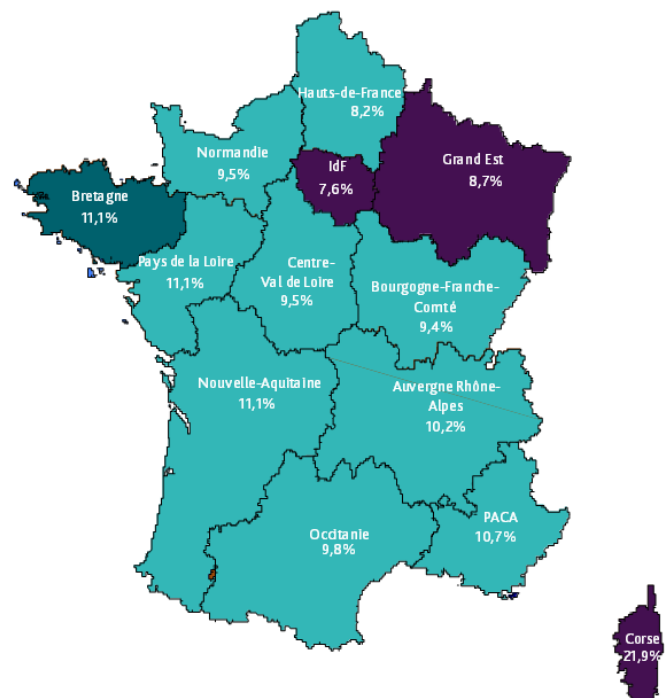 Hauts-de-France
8,2%
Normandie
9,5%
IdF
7,6%
Grand Est
8,7%
Bretagne
11,1%
Pays de la Loire
11,1%
Centre-
Val de Loire
9,5%
Bourgogne-Franche-
Comté
9,4%
Nouvelle-Aquitaine
11,1%
Auvergne Rhône-
Alpes
10,2%
Occitanie
9,8%
PACA
10,7%
Corse
21,9%